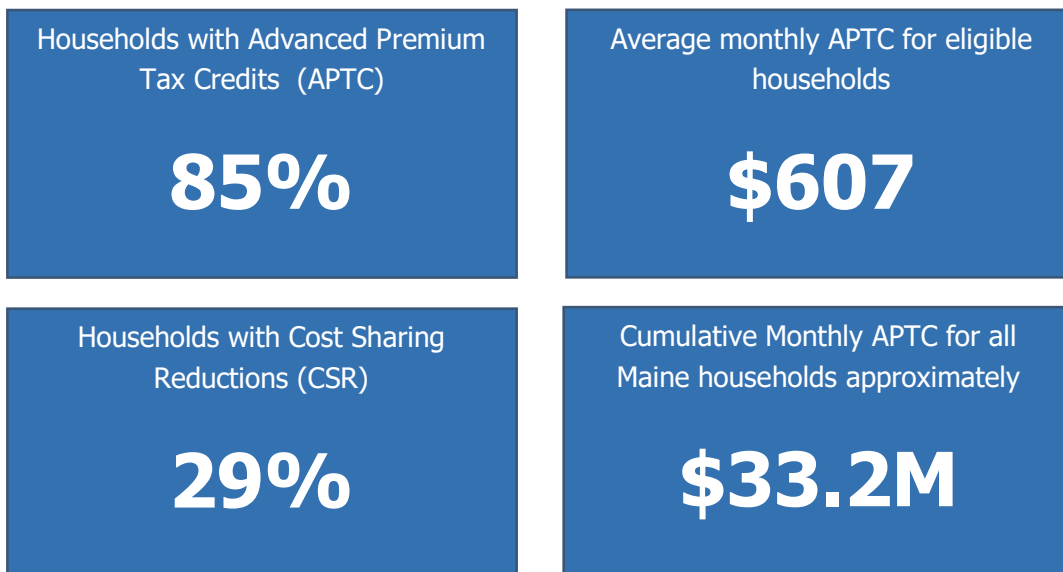 Households with Advanced Premium
Tax Credits  (APTC)
85%
Average monthly APTC for eligible
households
$607
Households with Cost Sharing
Reductions (CSR)
29%
Cumulative Monthly APTC for all
Maine households approximately
$33.2M